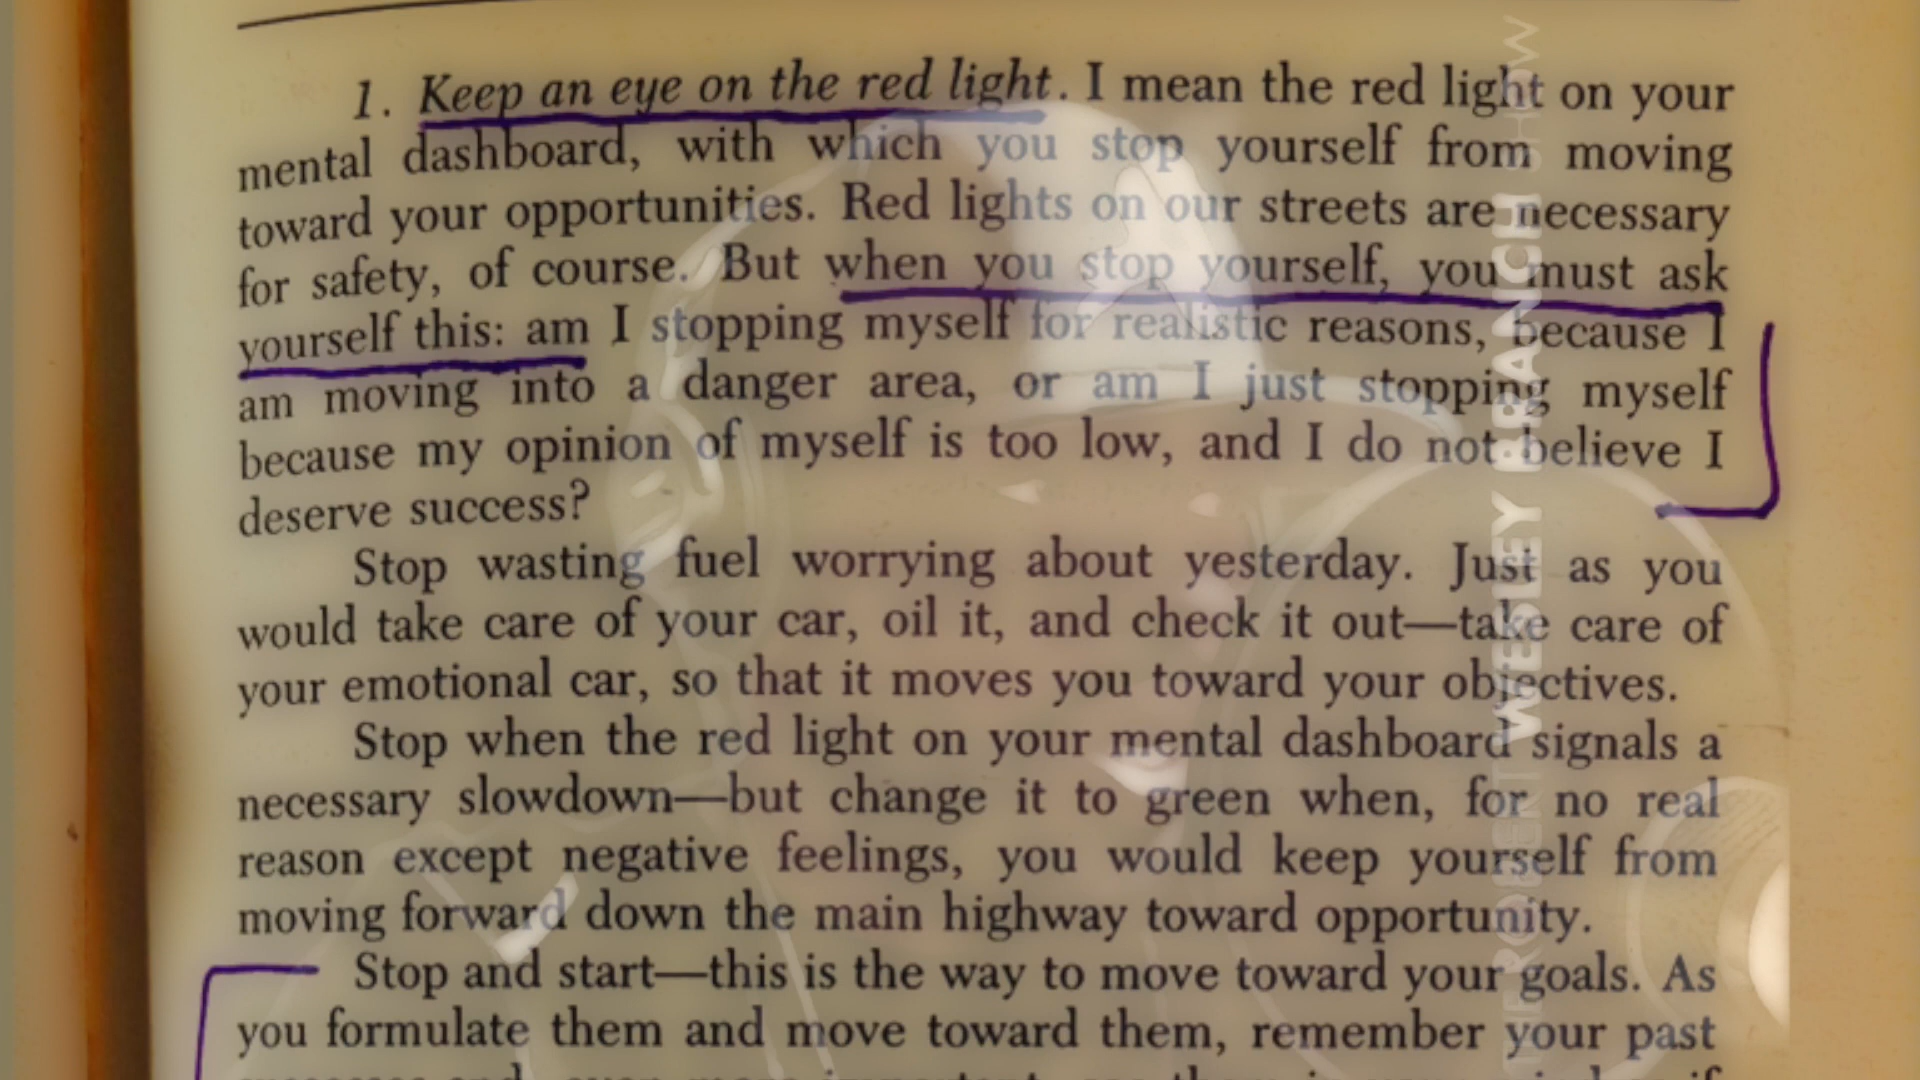 1. Keep an eye on the red light. I mean the red light on your
mental dashboard, with which you stop yourself from moving
toward your opportunities. Red lights on our streets are necessary
for safety, of course. But when you stop yourself, you must ask
yourself this: am I stopping myself for realistic reasons, because I
am moving into a danger area, or am I just stopping myself
because my opinion of myself is too low, and I do not believe I
deserve success?
Stop wasting fuel worrying about yesterday. Just as you
would take care of your car, oil it, and check it out—take care of
your emotional car, so that it moves you toward your objectives.
Stop when the red light on your mental dashboard signals a
necessary slowdown—but change it to green when, for no real
reason except negative feelings, you would keep yourself from
moving forward down the main highway toward opportunity.
Stop and start—this is the way to move toward your goals. As
you formulate them and move toward them, remember your past
THE ROBERT WESLEY BRANCH SHOW